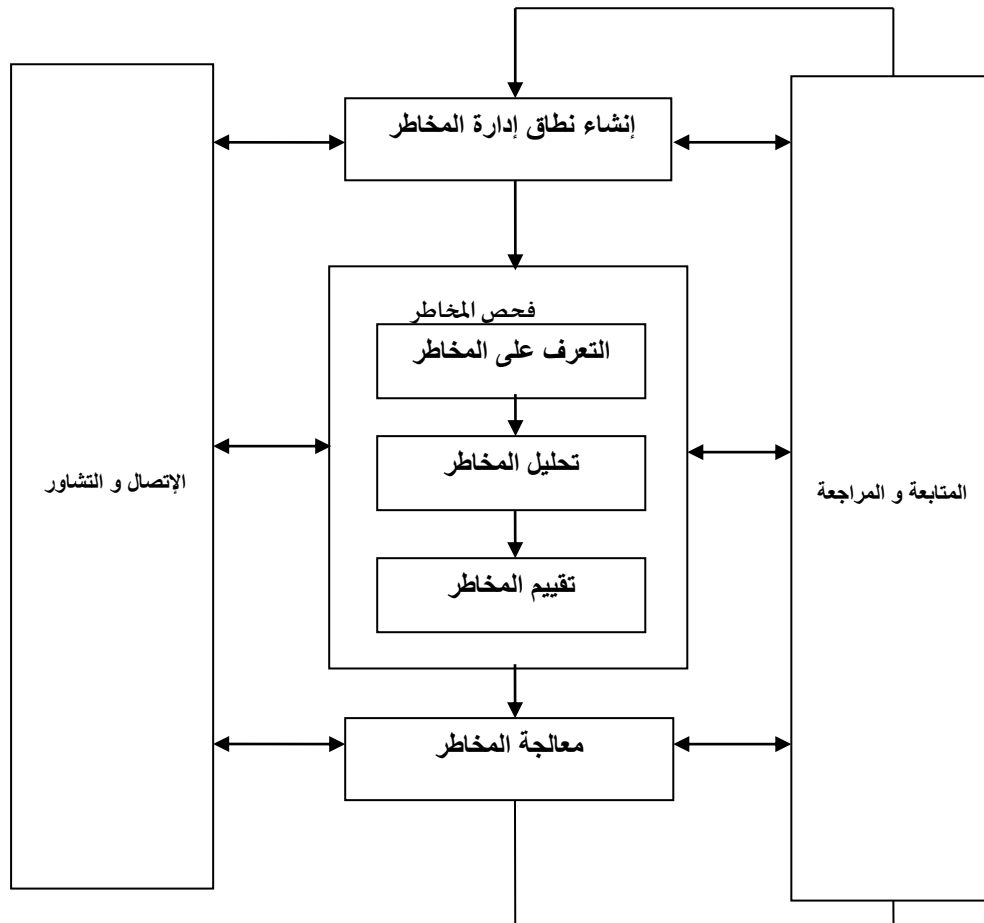 إنشاء نطاق إدارة المخاطر
فحص المخاطر
التعرف على المخاطر
تحليل المخاطر
المتابعة و المراجعة
الإتصال و التشاور
تقييم المخاطر
معالجة المخاطر